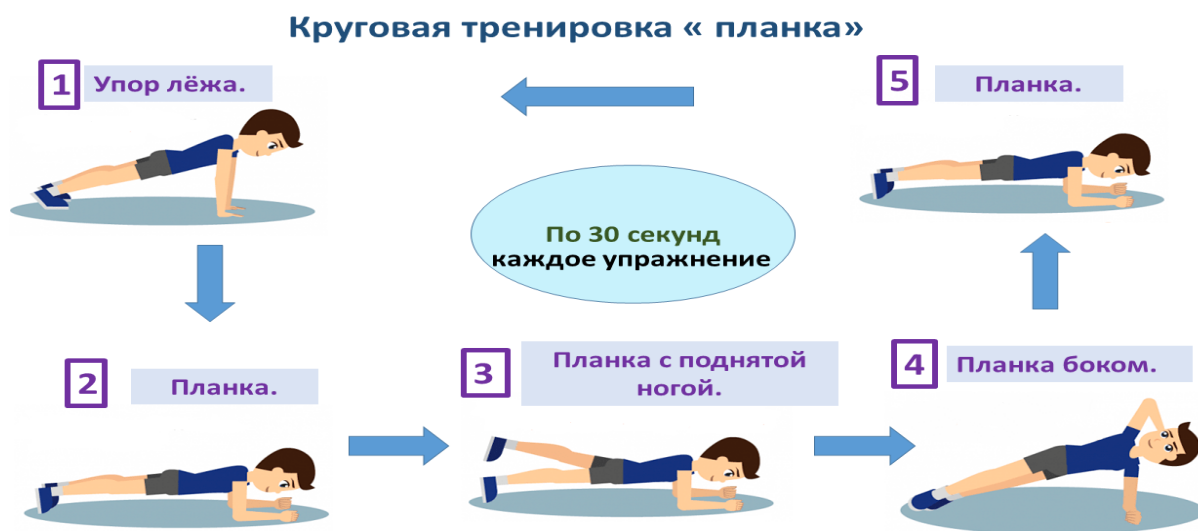 Круговая тренировка « планка»
1 Упор лёжа.
2 Планка.
3 Планка с поднятой
ногой.
4 Планка боком.
5 Планка.
По 30 секунд
каждое упражнение